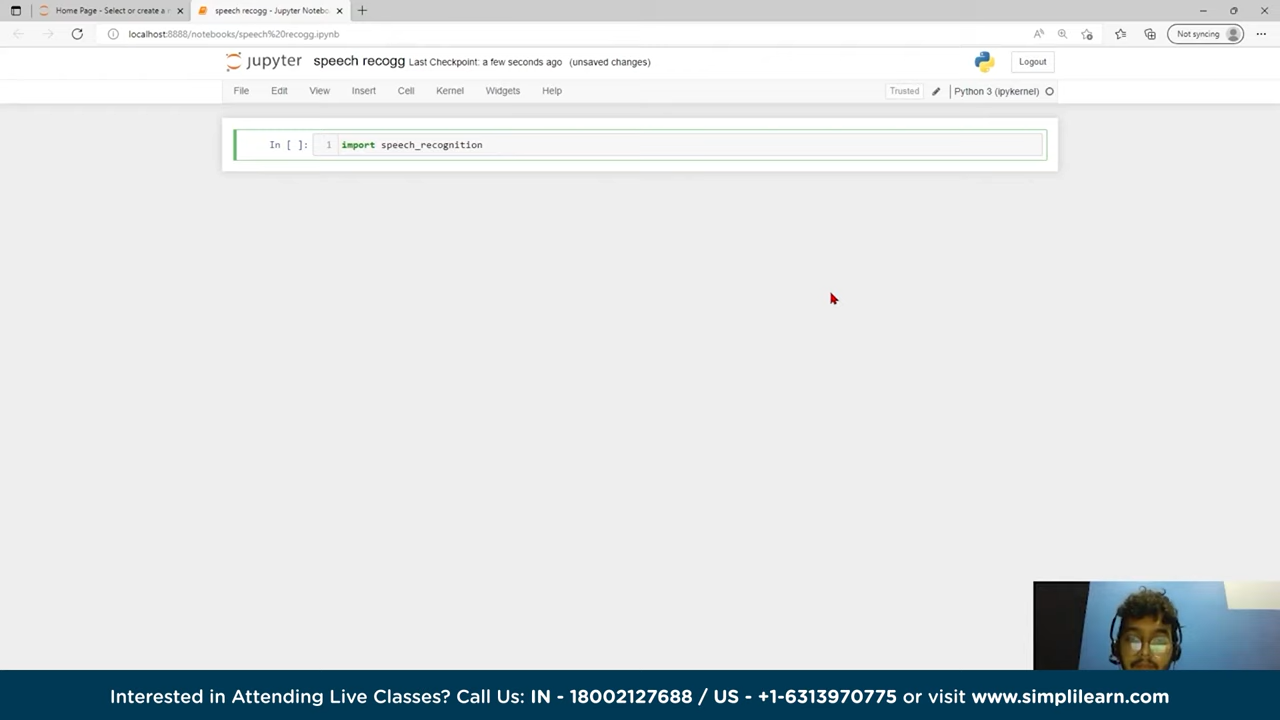 Home Page - Select or create a n
speech recogg - Jupyter Notebo
localhost:8888/notebooks/speech%20recogg.ipynb
Not syncing
jupyter speech recogg Last Checkpoint: a few seconds ago (unsaved changes)
Logout
File Edit View Insert Cell Kernel Widgets Help
Trusted
Python 3 (ipykernel)
In [ ]: 1 import speech_recognition
Interested in Attending Live Classes? Call Us: IN - 18002127688 / US - +1-6313970775 or visit www.simplilearn.com